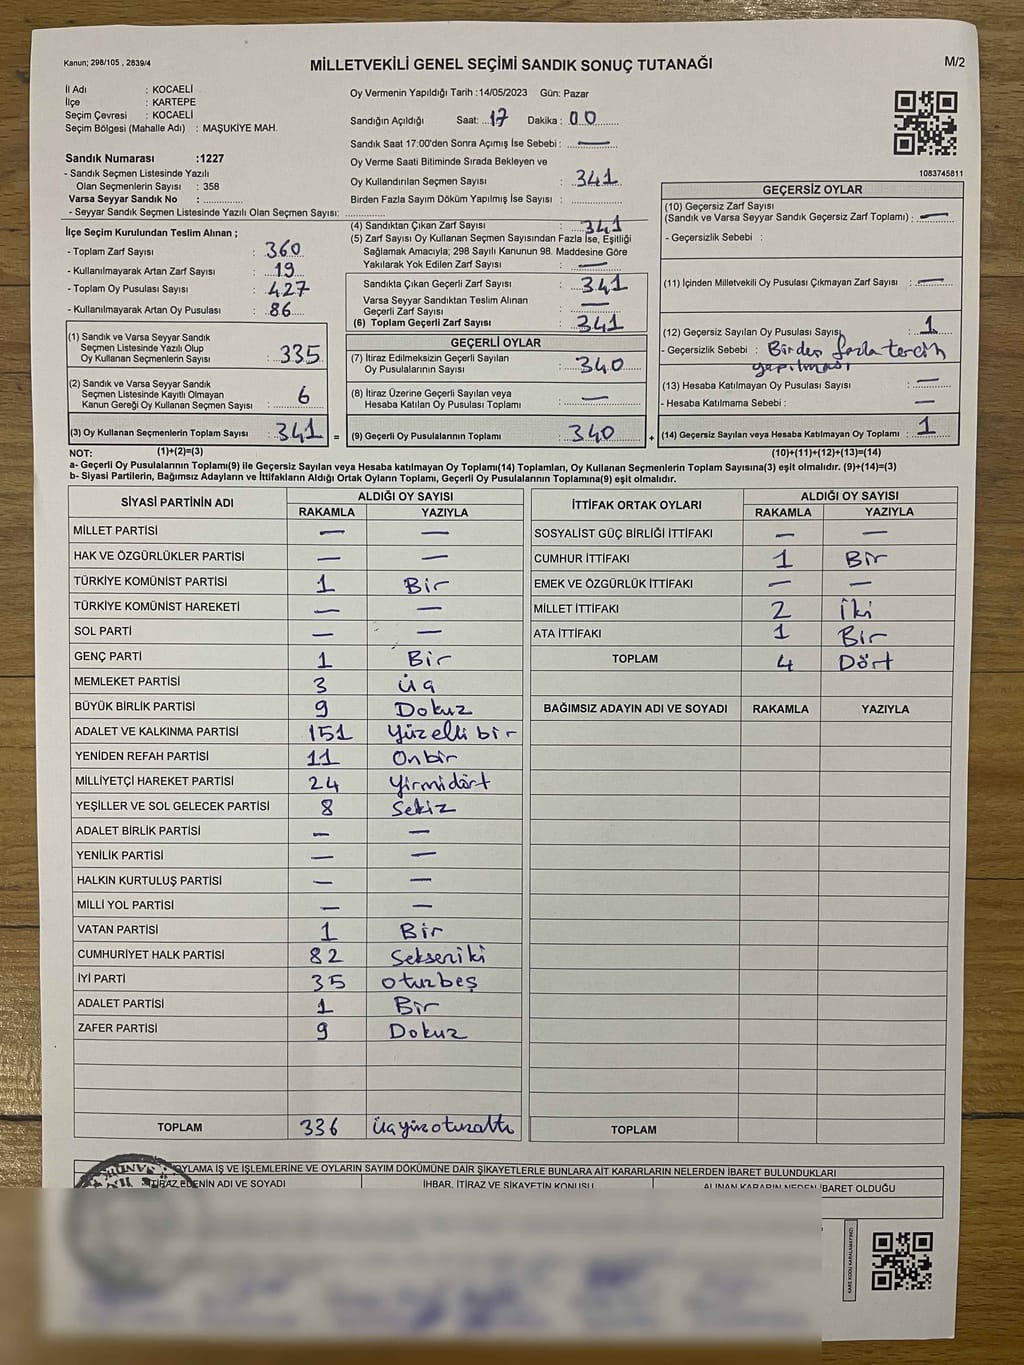 Kanun; 298/105 , 2839/4
MİLLETVEKİLİ GENEL SEÇİMİ SANDIK SONUÇ TUTANAĞI
M/2
İl Adı : KOCAELİ
İlçe : KARTEPE
Seçim Çevresi : KOCAELİ
Seçim Bölgesi (Mahalle Adı) : MAŞUKİYE MAH.
Oy Vermenin Yapıldığı Tarih :14/05/2023 Gün: Pazar
Sandığın Açıldığı Saat: 17 Dakika : 00
Sandık Saat 17:00'den Sonra Açımış İse Sebebi : —
Sandık Numarası :1227
- Sandık Seçmen Listesinde Yazılı
Olan Seçmenlerin Sayısı : 358
Varsa Seyyar Sandık No :
- Seyyar Sandık Seçmen Listesinde Yazılı Olan Seçmen Sayısı:
Oy Verme Saati Bitiminde Sırada Bekleyen ve
Oy Kullandırılan Seçmen Sayısı : 341
Birden Fazla Sayım Döküm Yapılmış İse Sayısı :
1083745811
İlçe Seçim Kurulundan Teslim Alınan ;
- Toplam Zarf Sayısı : 360
- Kullanılmayarak Artan Zarf Sayısı : 19
- Toplam Oy Pusulası Sayısı : 427
- Kullanılmayarak Artan Oy Pusulası : 86
(1) Sandık ve Varsa Seyyar Sandık
Seçmen Listesinde Yazılı Olup
Oy Kullanan Seçmenlerin Sayısı : 335
(2) Sandık ve Varsa Seyyar Sandık
Seçmen Listesinde Kayıtlı Olmayan
Kanun Gereği Oy Kullanan Seçmen Sayısı : 6
(3) Oy Kullanan Seçmenlerin Toplam Sayısı : 341 =
(4) Sandıktan Çıkan Zarf Sayısı : 341
(5) Zarf Sayısı Oy Kullanan Seçmen Sayısından Fazla İse, Eşitliği
Sağlamak Amacıyla; 298 Sayılı Kanunun 98. Maddesine Göre
Yakılarak Yok Edilen Zarf Sayısı : —
Sandıkta Çıkan Geçerli Zarf Sayısı : 341
Varsa Seyyar Sandıktan Teslim Alınan
Geçerli Zarf Sayısı : —
(6) Toplam Geçerli Zarf Sayısı : 341
GEÇERLİ OYLAR
(7) İtiraz Edilmeksizin Geçerli Sayılan
Oy Pusulalarının Sayısı : 340
(8) İtiraz Üzerine Geçerli Sayılan veya
Hesaba Katılan Oy Pusulası Toplamı : —
(9) Geçerli Oy Pusulalarının Toplamı : 340 +
GEÇERSİZ OYLAR
(10) Geçersiz Zarf Sayısı
(Sandık ve Varsa Seyyar Sandık Geçersiz Zarf Toplamı) : —
- Geçersizlik Sebebi :
(11) İçinden Milletvekili Oy Pusulası Çıkmayan Zarf Sayısı : —
(12) Geçersiz Sayılan Oy Pusulası Sayısı : 1
- Geçersizlik Sebebi : Birden fazla tercih
yapılması
(13) Hesaba Katılmayan Oy Pusulası Sayısı : —
- Hesaba Katılmama Sebebi : —
(14) Geçersiz Sayılan veya Hesaba Katılmayan Oy Toplamı : 1
NOT: (1)+(2)=(3)
(10)+(11)+(12)+(13)=(14)
a- Geçerli Oy Pusulalarının Toplamı(9) ile Geçersiz Sayılan veya Hesaba katılmayan Oy Toplamı(14) Toplamları, Oy Kullanan Seçmenlerin Toplam Sayısına(3) eşit olmalıdır. (9)+(14)=(3)
b- Siyasi Partilerin, Bağımsız Adayların ve İttifakların Aldığı Ortak Oyların Toplamı, Geçerli Oy Pusulalarının Toplamına(9) eşit olmalıdır.
SİYASİ PARTİNİN ADI ALDIĞI OY SAYISI
RAKAMLA YAZIYLA
MİLLET PARTİSİ — —
HAK VE ÖZGÜRLÜKLER PARTİSİ — —
TÜRKİYE KOMÜNİST PARTİSİ 1 Bir
TÜRKİYE KOMÜNİST HAREKETİ — —
SOL PARTİ — —
GENÇ PARTİ 1 Bir
MEMLEKET PARTİSİ 3 Üç
BÜYÜK BİRLİK PARTİSİ 9 Dokuz
ADALET VE KALKINMA PARTİSİ 151 Yüzelli bir
YENİDEN REFAH PARTİSİ 11 Onbir
MİLLİYETÇİ HAREKET PARTİSİ 24 Yirmidört
YEŞİLLER VE SOL GELECEK PARTİSİ 8 Sekiz
ADALET BİRLİK PARTİSİ — —
YENİLİK PARTİSİ — —
HALKIN KURTULUŞ PARTİSİ — —
MİLLİ YOL PARTİSİ — —
VATAN PARTİSİ 1 Bir
CUMHURİYET HALK PARTİSİ 82 Sekseniki
İYİ PARTİ 35 otuzbeş
ADALET PARTİSİ 1 Bir
ZAFER PARTİSİ 9 Dokuz
TOPLAM 336 üçyüzotuzaltı
İTTİFAK ORTAK OYLARI ALDIĞI OY SAYISI
RAKAMLA YAZIYLA
SOSYALİST GÜÇ BİRLİĞİ İTTİFAKI — —
CUMHUR İTTİFAKI 1 Bir
EMEK VE ÖZGÜRLÜK İTTİFAKI — —
MİLLET İTTİFAKI 2 İki
ATA İTTİFAKI 1 Bir
TOPLAM 4 Dört
BAĞIMSIZ ADAYIN ADI VE SOYADI RAKAMLA YAZIYLA
TOPLAM
OYLAMA İŞ VE İŞLEMLERİNE VE OYLARIN SAYIM DÖKÜMÜNE DAİR ŞİKAYETLERLE BUNLARA AİT KARARLARIN NELERDEN İBARET BULUNDUKLARI
İTİRAZ EDENİN ADI VE SOYADI İHBAR, İTİRAZ VE ŞİKAYETİN KONUSU ALINAN KARARIN NEDEN İBARET OLDUĞU